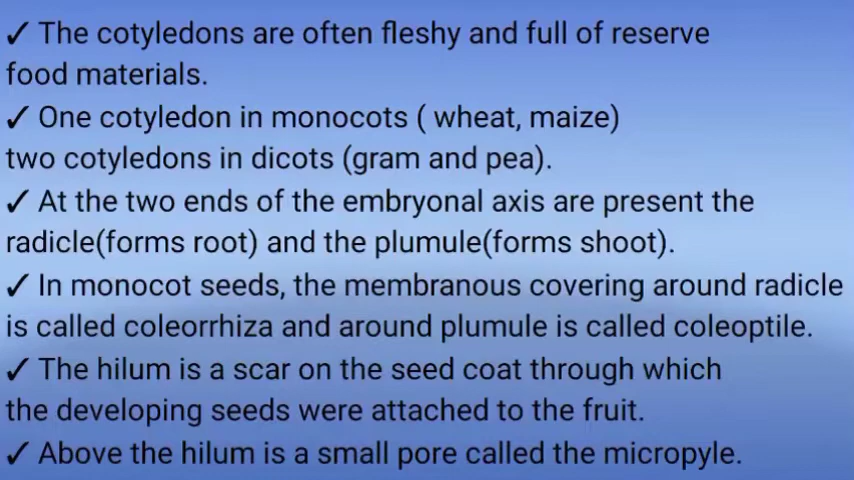 ✓ The cotyledons are often fleshy and full of reserve
food materials.
✓ One cotyledon in monocots ( wheat, maize)
two cotyledons in dicots (gram and pea).
✓ At the two ends of the embryonal axis are present the
radicle(forms root) and the plumule(forms shoot).
✓ In monocot seeds, the membranous covering around radicle
is called coleorrhiza and around plumule is called coleoptile.
✓ The hilum is a scar on the seed coat through which
the developing seeds were attached to the fruit.
✓ Above the hilum is a small pore called the micropyle.